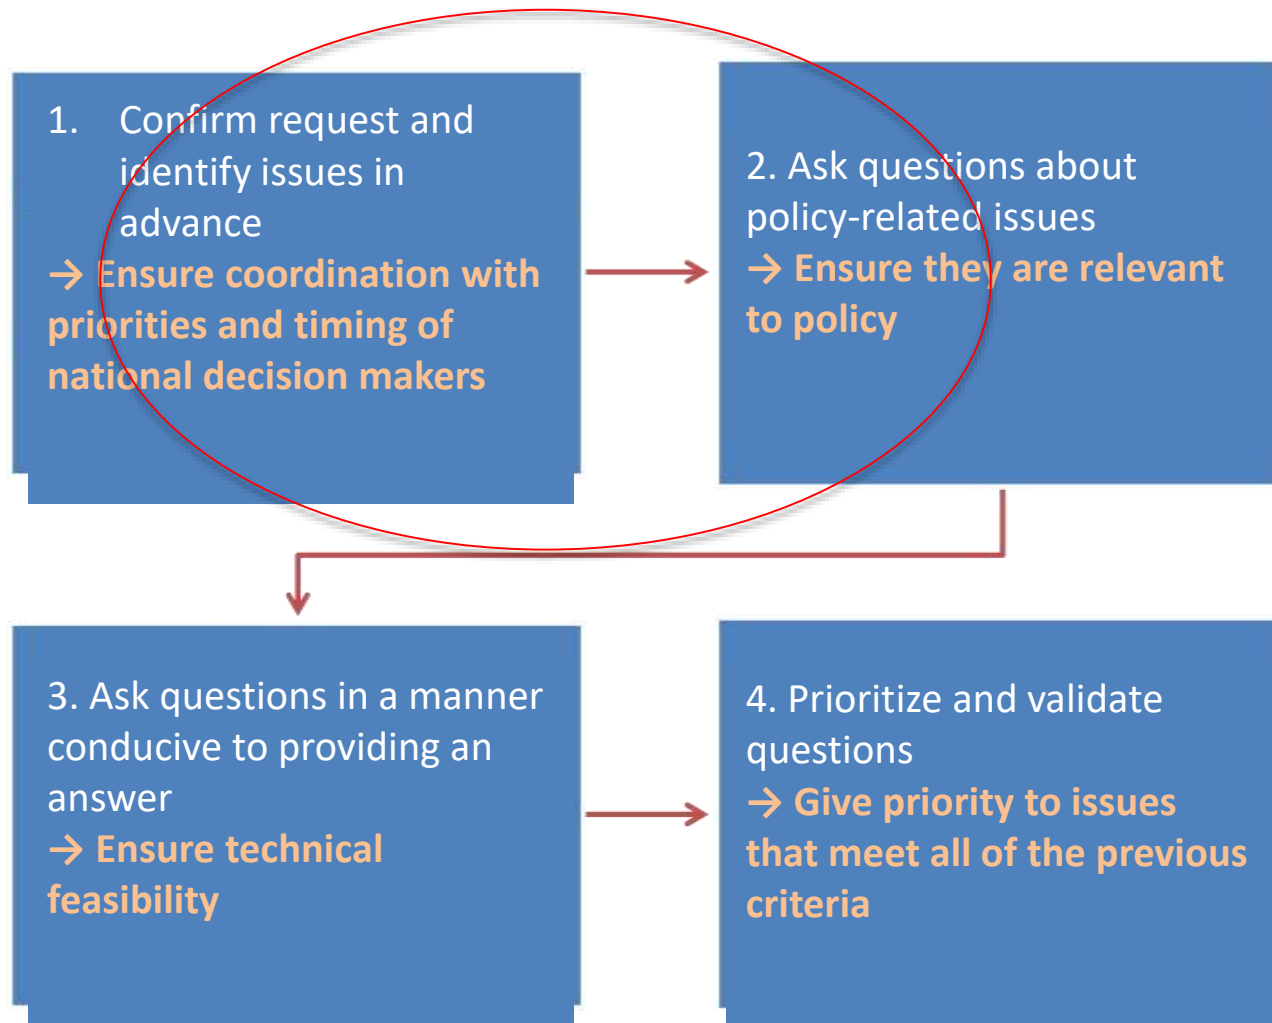 1. Confirm request and
identify issues in
advance
→ Ensure coordination with
priorities and timing of
national decision makers
2. Ask questions about
policy-related issues
→ Ensure they are relevant
to policy
3. Ask questions in a manner
conducive to providing an
answer
→ Ensure technical
feasibility
4. Prioritize and validate
questions
→ Give priority to issues
that meet all of the previous
criteria